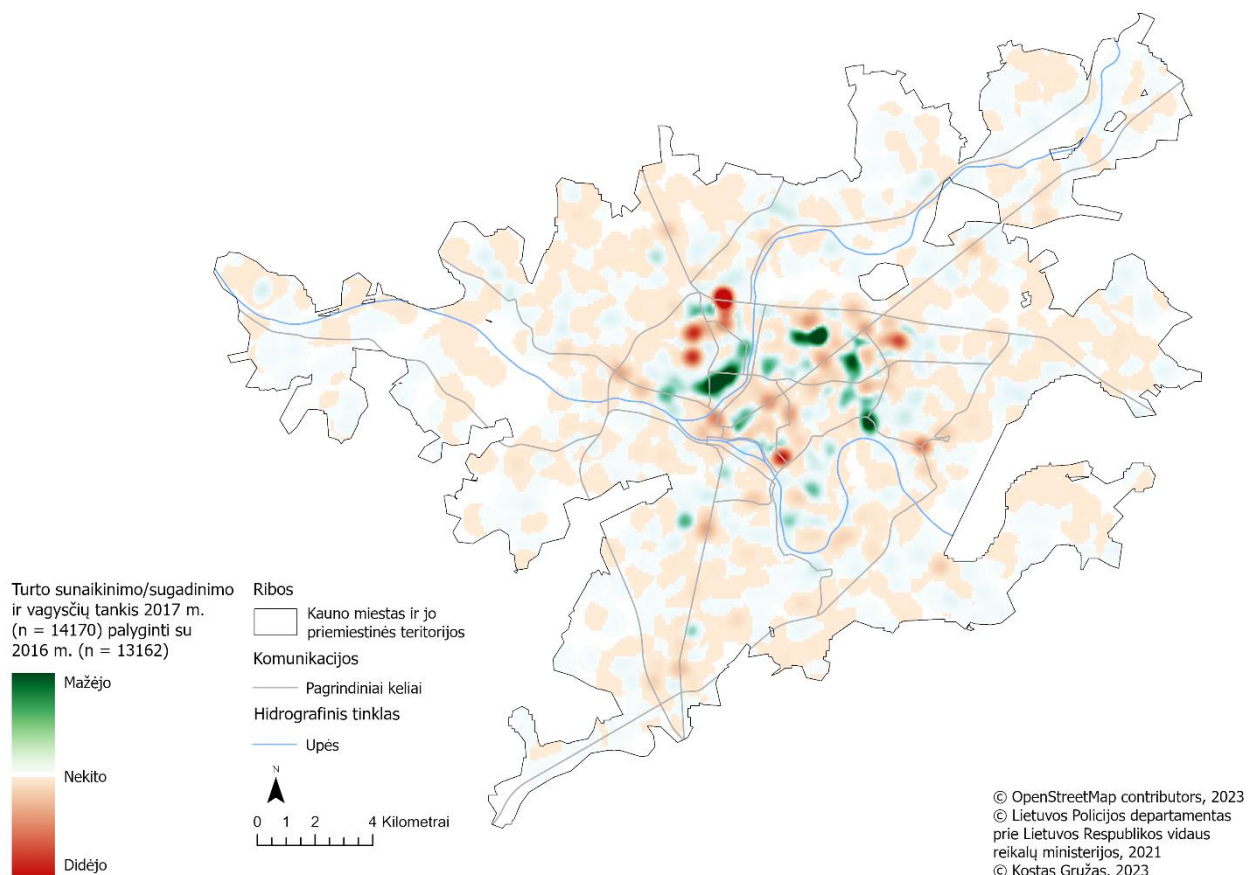 Turto sunaikinimo/sugadinimo
ir vagysčių tankis 2017 m.
(n = 14170) palyginti su
2016 m. (n = 13162)
Mažėjo
Nekito
Didėjo
Ribos
Kauno miestas ir jo
priemiestinės teritorijos
Komunikacijos
Pagrindiniai keliai
Hidrografinis tinklas
Upės
N
0 1 2 4 Kilometrai
© OpenStreetMap contributors, 2023
© Lietuvos Policijos departamentas
prie Lietuvos Respublikos vidaus
reikalų ministerijos, 2021
© Kostas Gružas, 2023